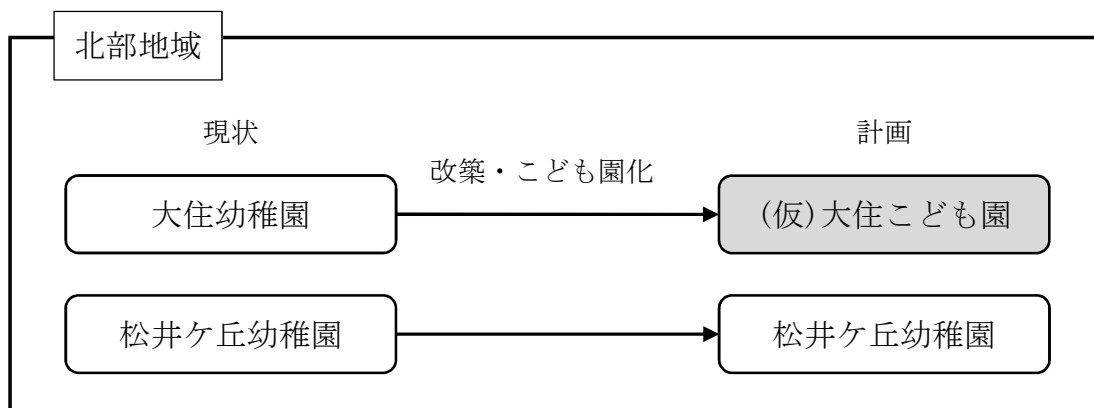 北部地域
現状
計画
改築・こども園化
大住幼稚園
(仮)大住こども園
松井ケ丘幼稚園
松井ケ丘幼稚園